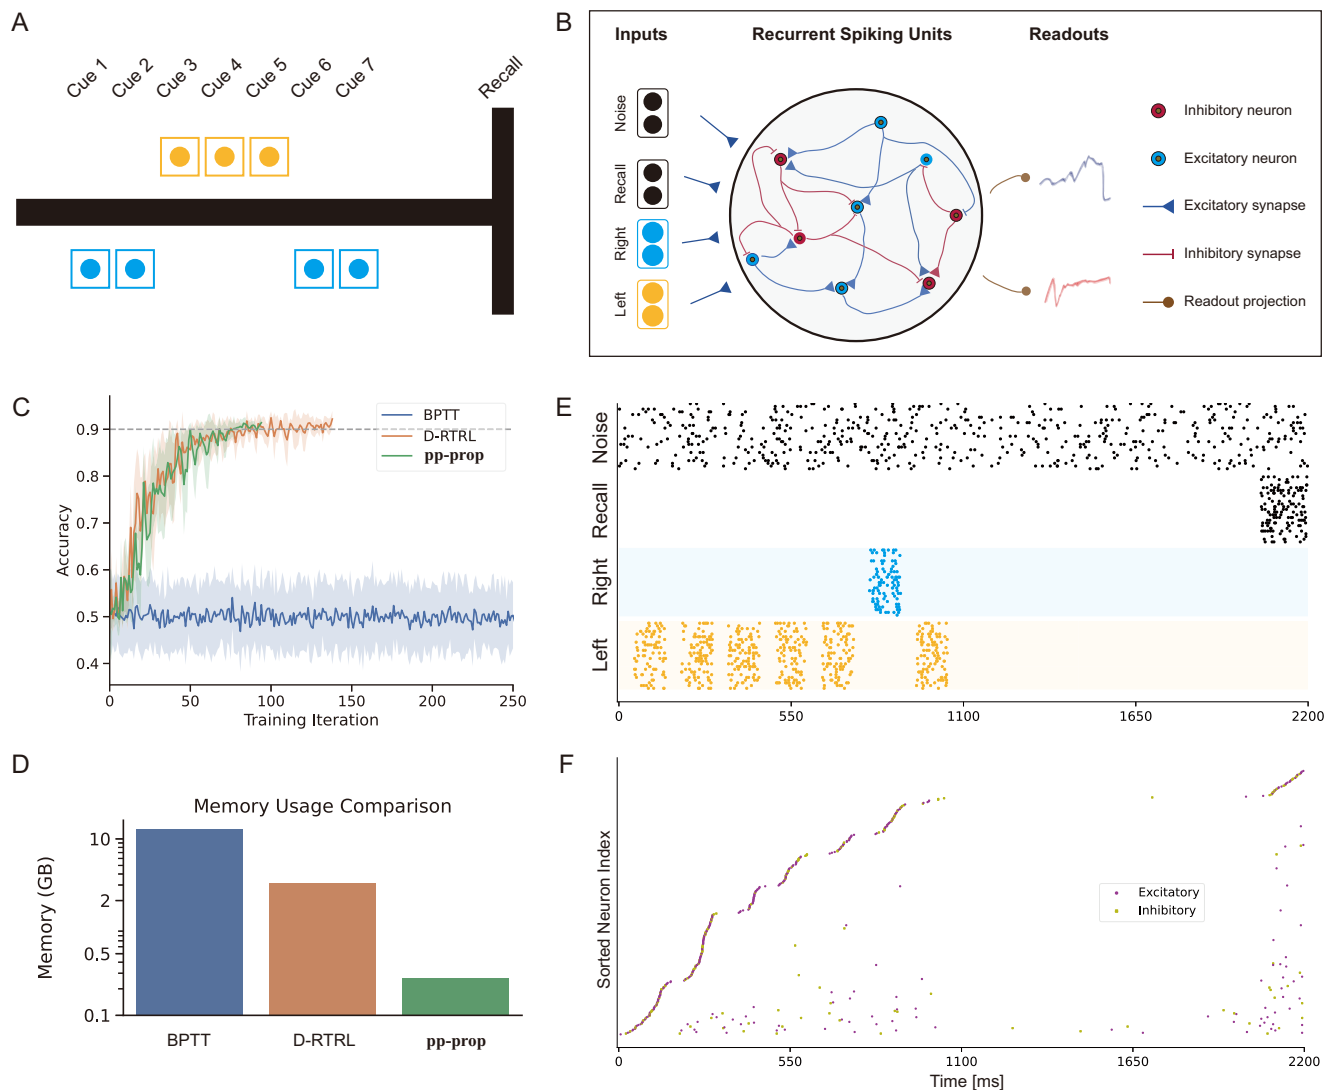 A
Cue 1
Cue 2
Cue 3
Cue 4
Cue 5
Cue 6
Cue 7
Recall
B
Inputs
Recurrent Spiking Units
Readouts
Noise
Recall
Right
Left
Inhibitory neuron
Excitatory neuron
Excitatory synapse
Inhibitory synapse
Readout projection
C
Accuracy
0.9
0.8
0.7
0.6
0.5
0.4
BPTT
D-RTRL
pp-prop
0 50 100 150 200 250
Training Iteration
D
Memory Usage Comparison
Memory (GB)
10
2
0.5
0.1
BPTT D-RTRL pp-prop
E
Noise
Recall
Right
Left
0 550 1100 1650 2200
F
Sorted Neuron Index
Excitatory
Inhibitory
0 550 1100 1650 2200
Time [ms]